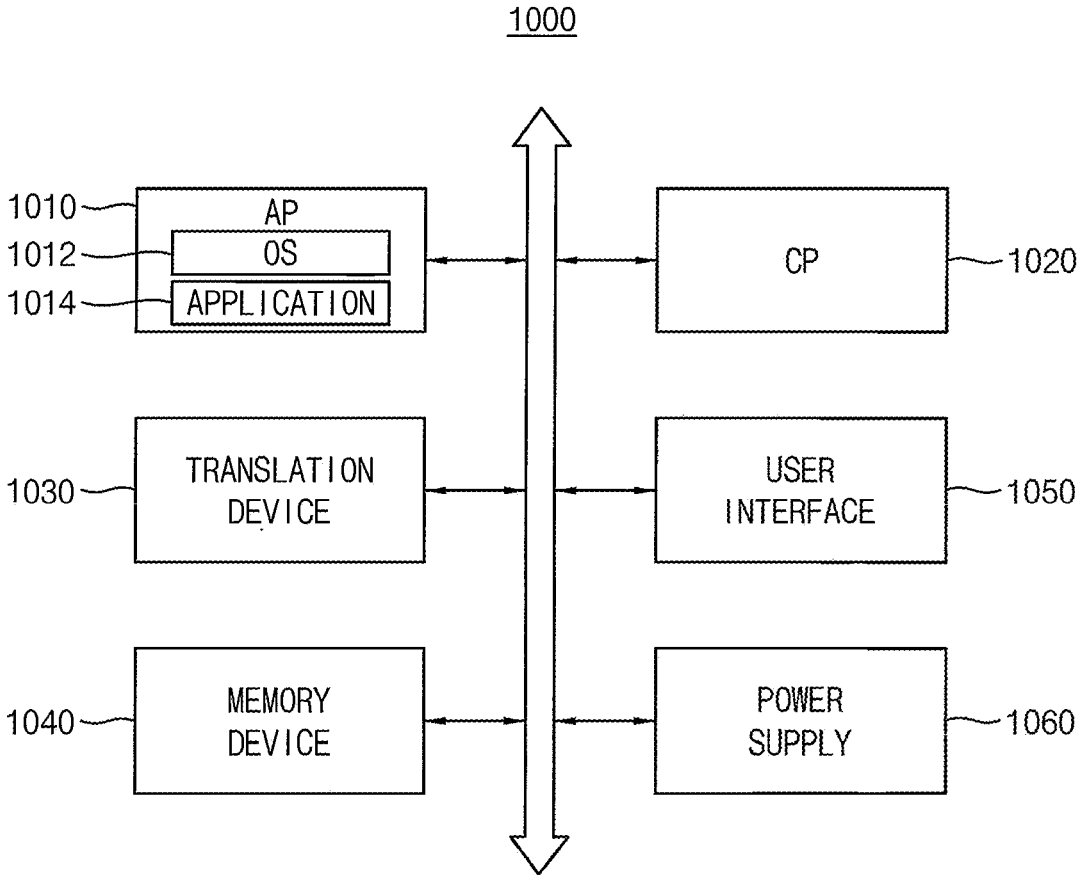 1000
1010
AP
1012
OS
1014
APPLICATION
CP
1020
1030
TRANSLATION
DEVICE
USER
INTERFACE
1050
1040
MEMORY
DEVICE
POWER
SUPPLY
1060